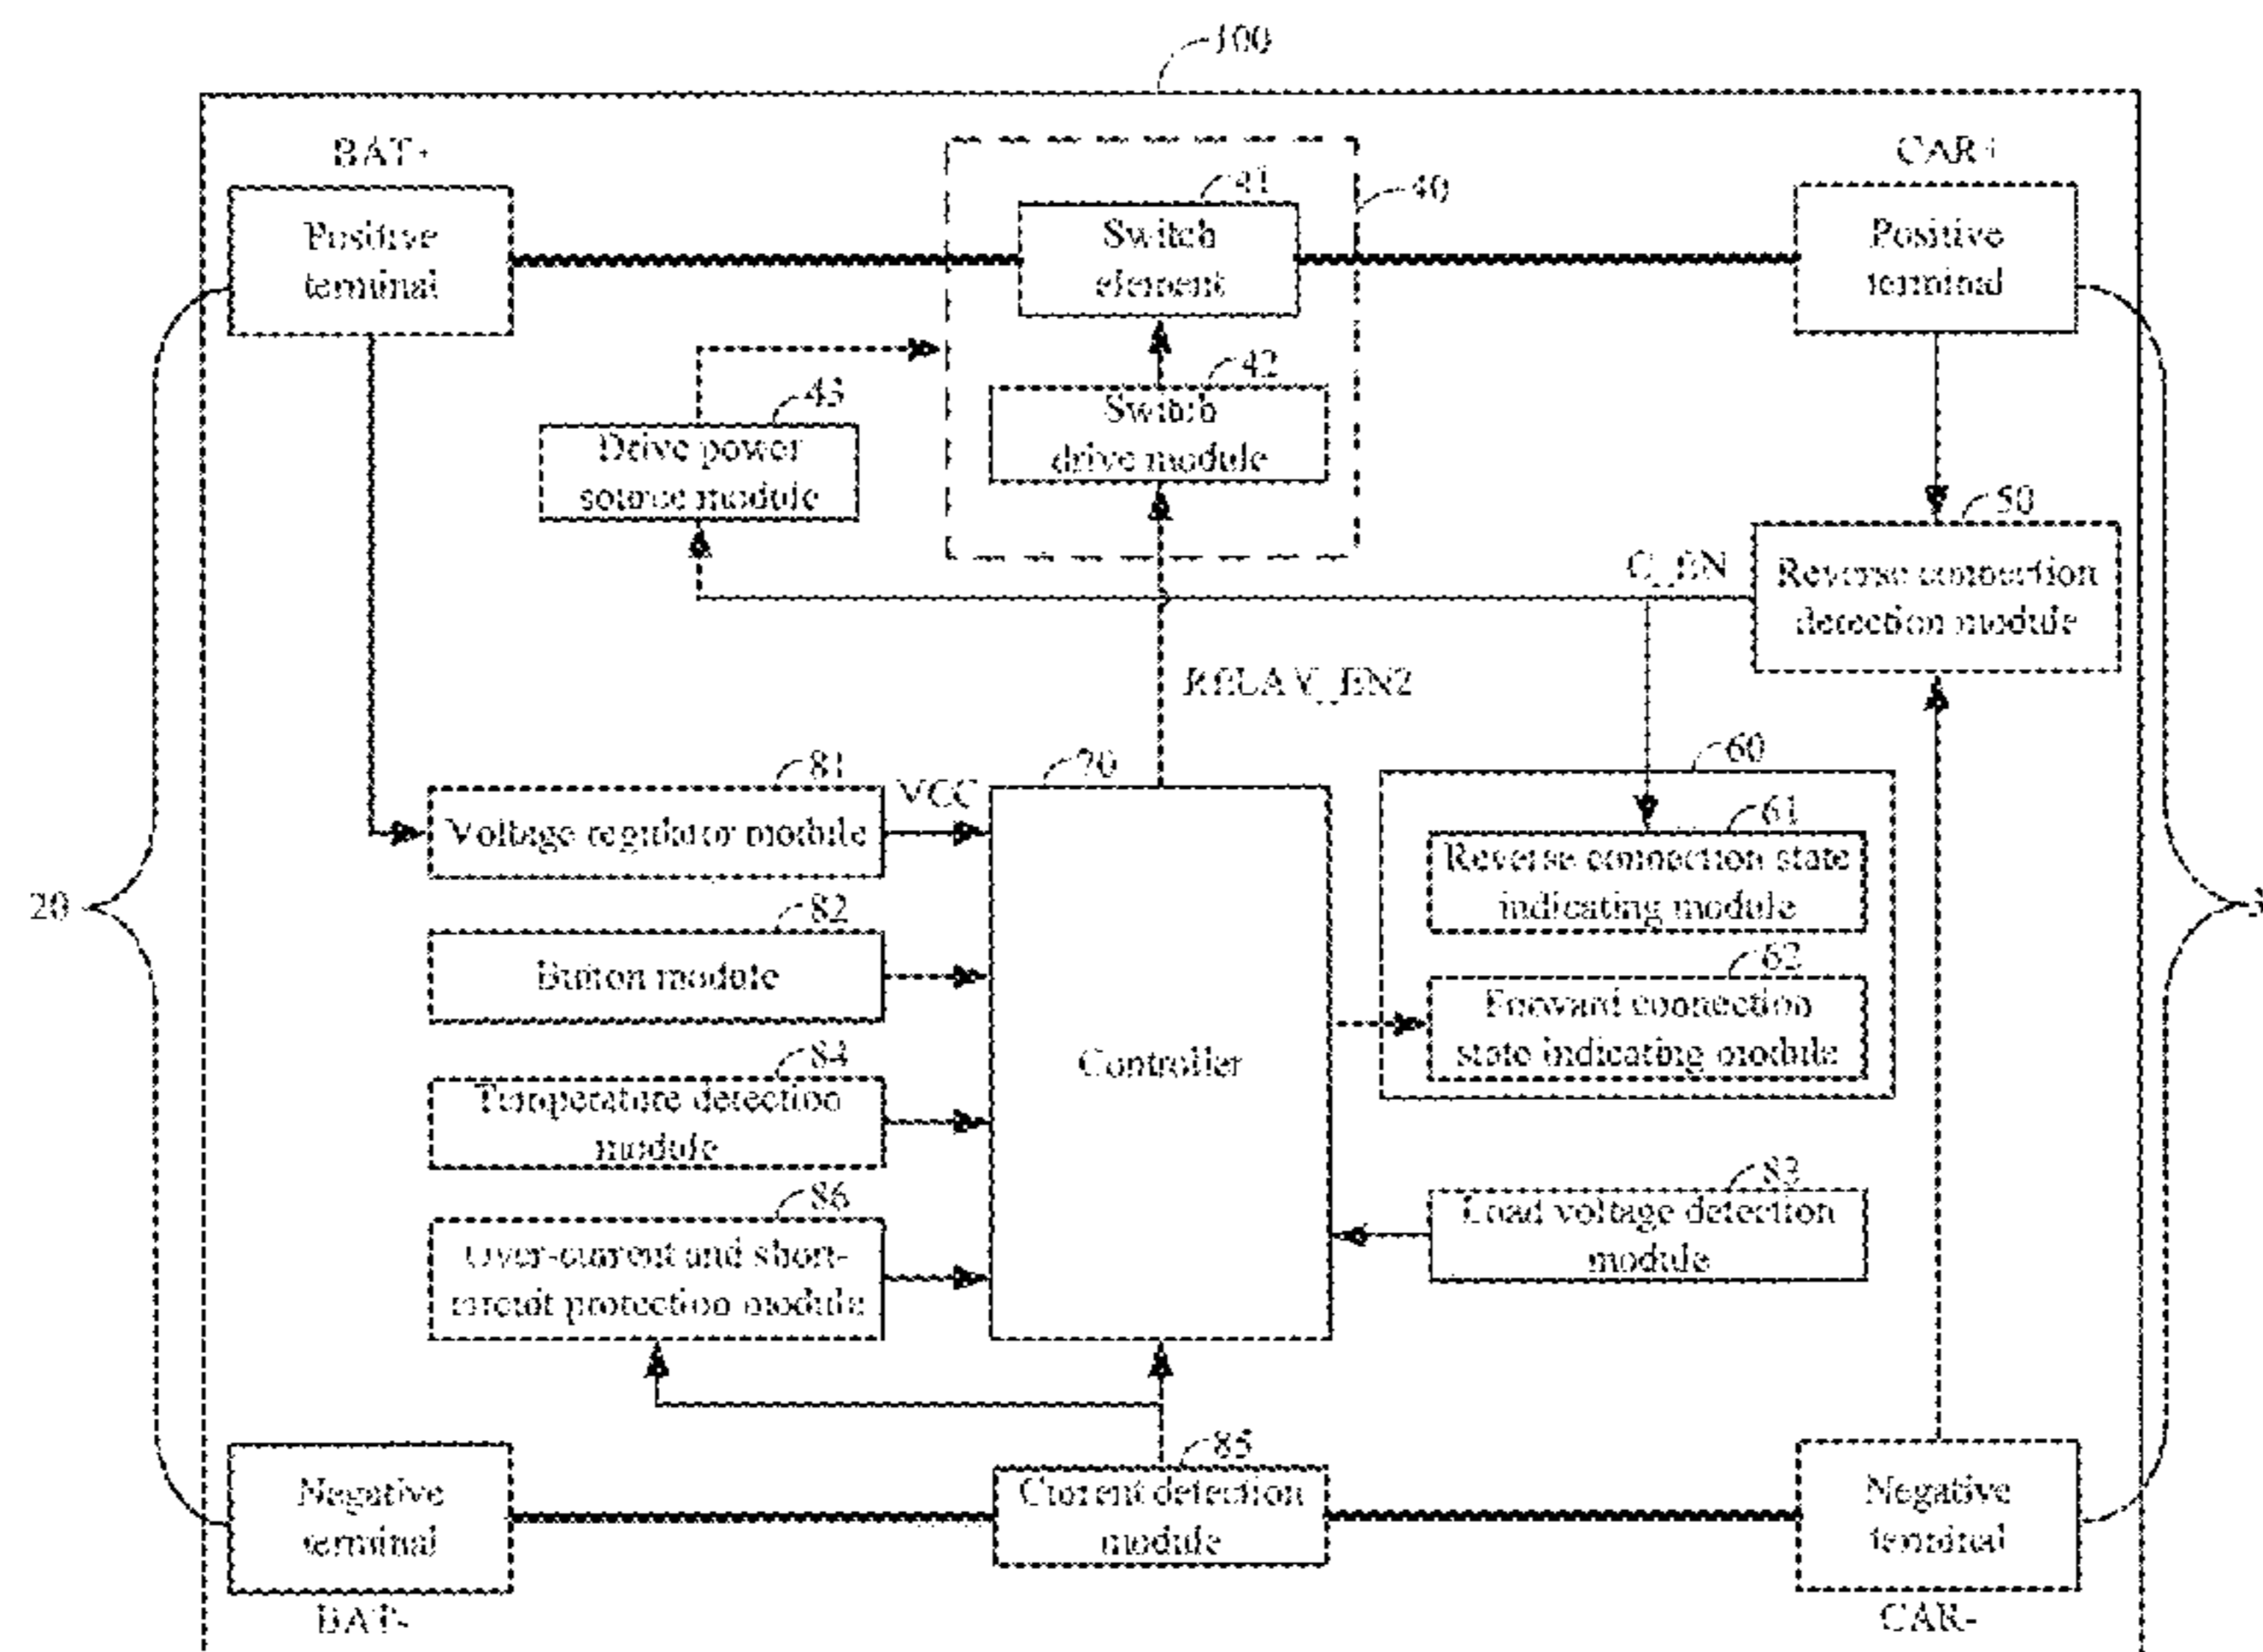 100
BAT+
CAR+
41
40
Positive
terminal
Switch
element
Positive
terminal
43
42
Drive power
source module
Switch
drive module
50
C_EN
Reverse connection
detection module
RELAY_EN2
81
VCC
70
60
Voltage regulator module
61
Reverse connection state
indicating module
20
82
Button module
62
Forward connection
state indicating module
84
Temperature detection
module
Controller
86
Over-current and short-
circuit protection module
83
Load voltage detection
module
85
Negative
terminal
Current detection
module
Negative
terminal
BAT-
CAR-